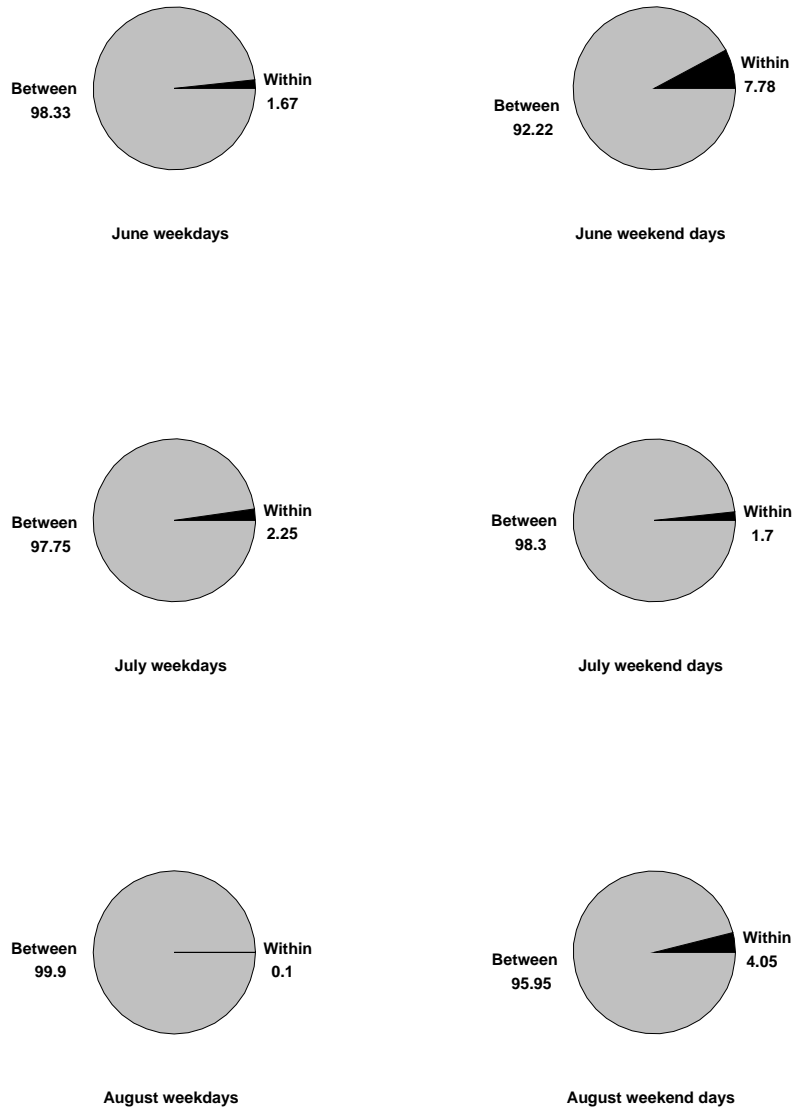 Between
98.33
Within
1.67
June weekdays
Between
92.22
Within
7.78
June weekend days
Between
97.75
Within
2.25
July weekdays
Between
98.3
Within
1.7
July weekend days
Between
99.9
Within
0.1
August weekdays
Between
95.95
Within
4.05
August weekend days